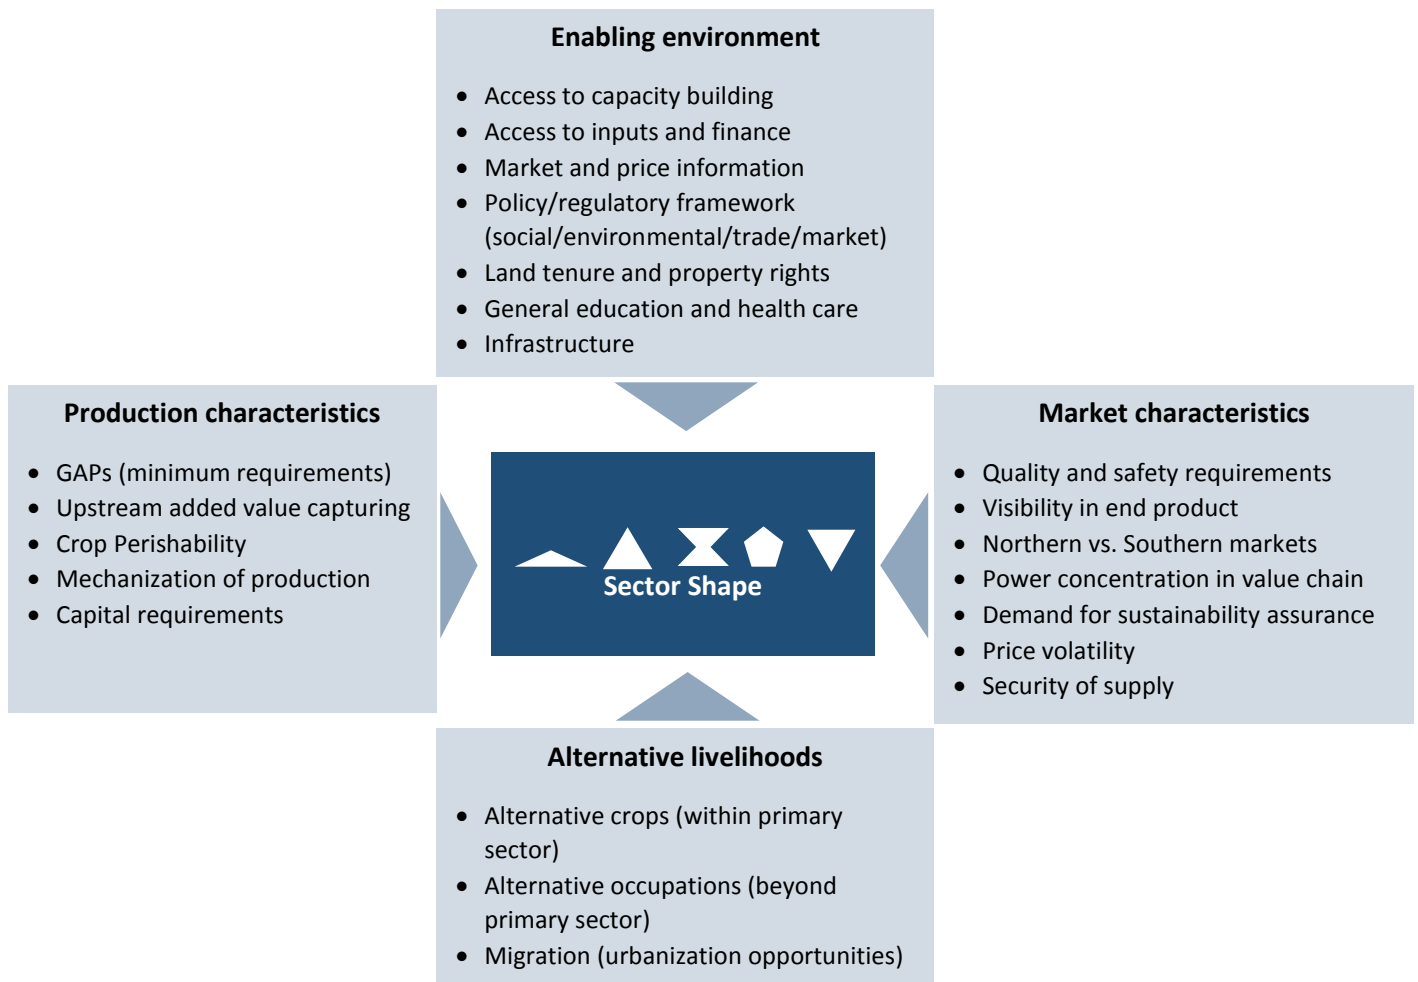 Enabling environment
• Access to capacity building
• Access to inputs and finance
• Market and price information
• Policy/regulatory framework
(social/environmental/trade/market)
• Land tenure and property rights
• General education and health care
• Infrastructure
Production characteristics
• GAPs (minimum requirements)
• Upstream added value capturing
• Crop Perishability
• Mechanization of production
• Capital requirements
Sector Shape
Market characteristics
• Quality and safety requirements
• Visibility in end product
• Northern vs. Southern markets
• Power concentration in value chain
• Demand for sustainability assurance
• Price volatility
• Security of supply
Alternative livelihoods
• Alternative crops (within primary
sector)
• Alternative occupations (beyond
primary sector)
• Migration (urbanization opportunities)